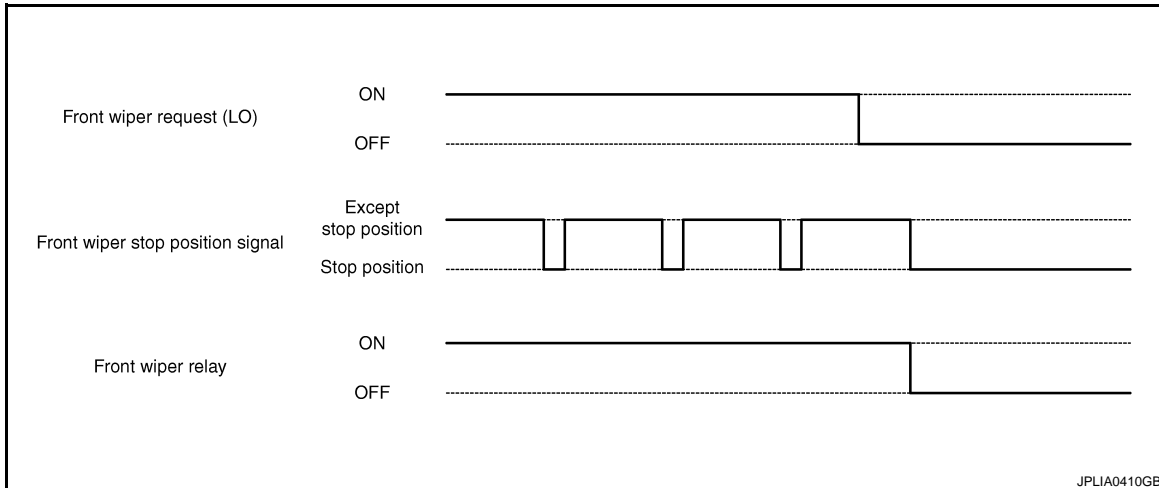 ON
Front wiper request (LO)
OFF
Except
stop position
Front wiper stop position signal
Stop position
ON
Front wiper relay
OFF
JPLIA0410GB